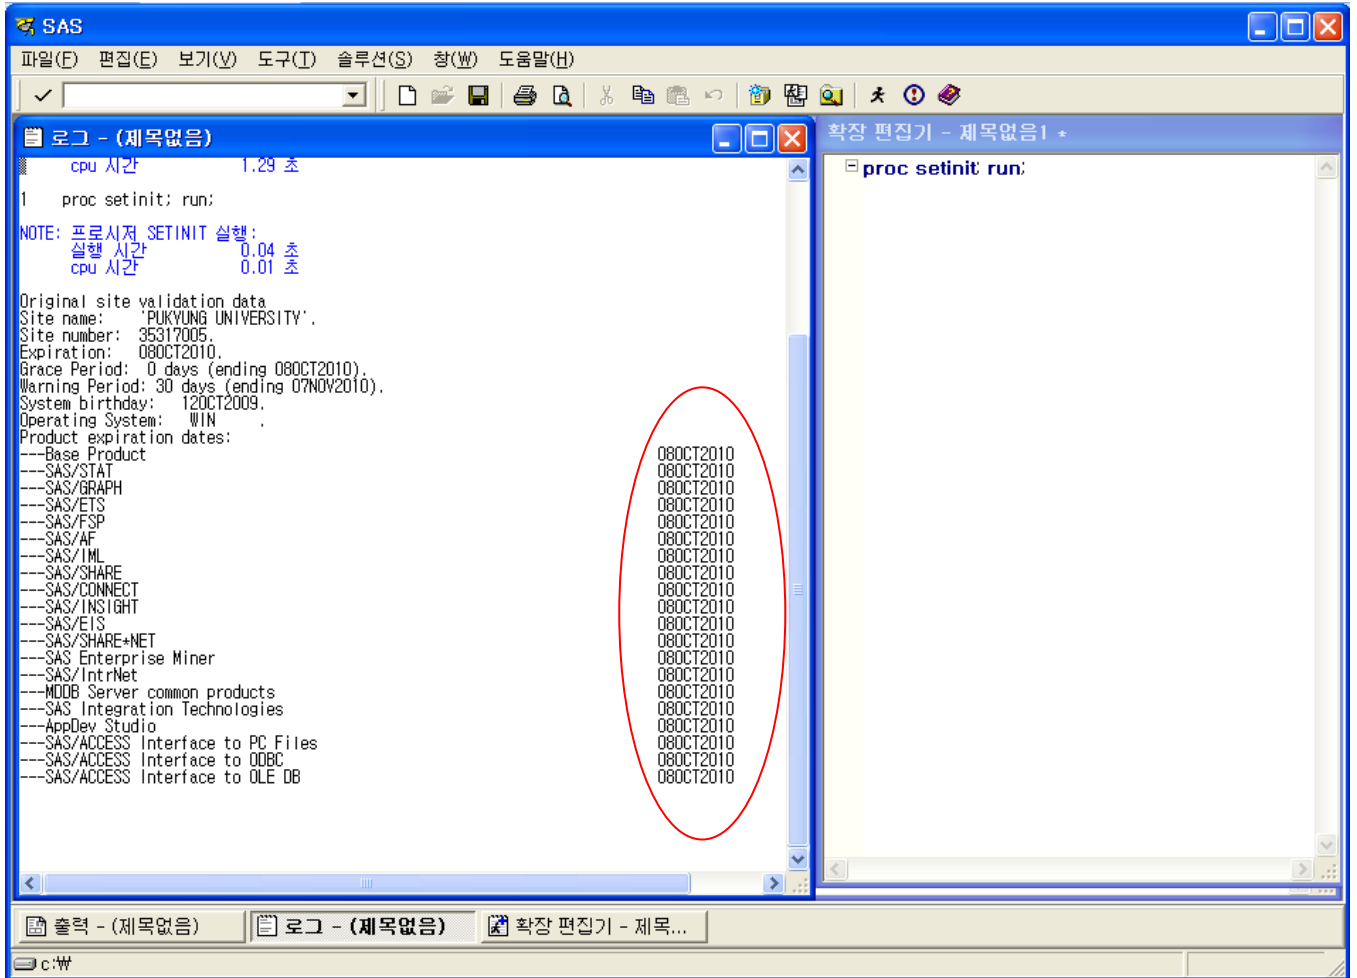 SAS
파일(F) 편집(E) 보기(V) 도구(T) 솔루션(S) 창(W) 도움말(H)
로그 - (제목없음)
cpu 시간 1.29 초
1 proc setinit; run;
NOTE: 프로시저 SETINIT 실행:
실행 시간 0.04 초
cpu 시간 0.01 초
Original site validation data
Site name: 'PUKYUNG UNIVERSITY'.
Site number: 35317005.
Expiration: 08OCT2010.
Grace Period: 0 days (ending 08OCT2010).
Warning Period: 30 days (ending 07NOV2010).
System birthday: 12OCT2009.
Operating System: WIN .
Product expiration dates:
---Base Product 08OCT2010
---SAS/STAT 08OCT2010
---SAS/GRAPH 08OCT2010
---SAS/ETS 08OCT2010
---SAS/FSP 08OCT2010
---SAS/AF 08OCT2010
---SAS/IML 08OCT2010
---SAS/SHARE 08OCT2010
---SAS/CONNECT 08OCT2010
---SAS/INSIGHT 08OCT2010
---SAS/EIS 08OCT2010
---SAS/SHARE*NET 08OCT2010
---SAS Enterprise Miner 08OCT2010
---SAS/IntrNet 08OCT2010
---MDDB Server common products 08OCT2010
---SAS Integration Technologies 08OCT2010
---AppDev Studio 08OCT2010
---SAS/ACCESS Interface to PC Files 08OCT2010
---SAS/ACCESS Interface to ODBC 08OCT2010
---SAS/ACCESS Interface to OLE DB 08OCT2010
확장 편집기 - 제목없음1 *
proc setinit; run;
출력 - (제목없음)
로그 - (제목없음)
확장 편집기 - 제목...
c:₩